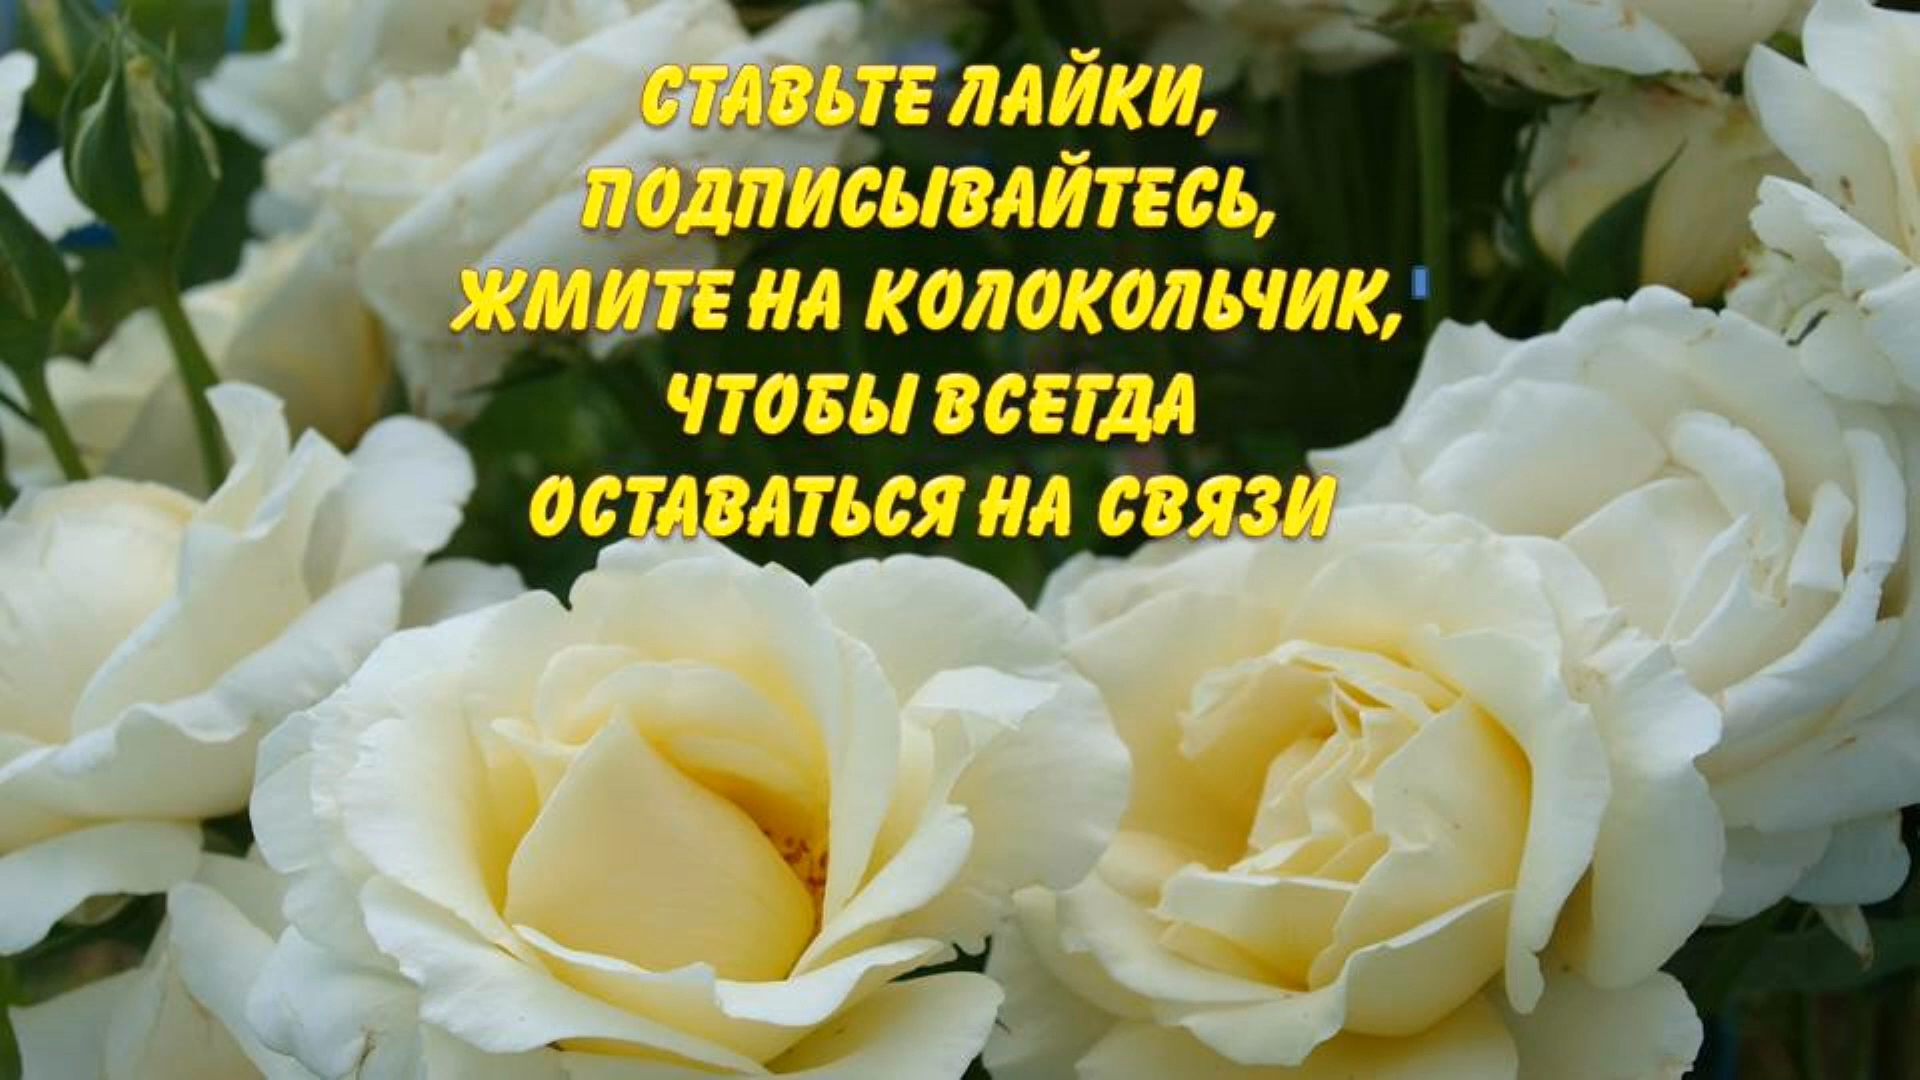 СТАВЬТЕ ЛАЙКИ,
ПОДПИСЫВАЙТЕСЬ,
ЖМИТЕ НА КОЛОКОЛЬЧИК,
ЧТОБЫ ВСЕГДА
ОСТАВАТЬСЯ НА СВЯЗИ